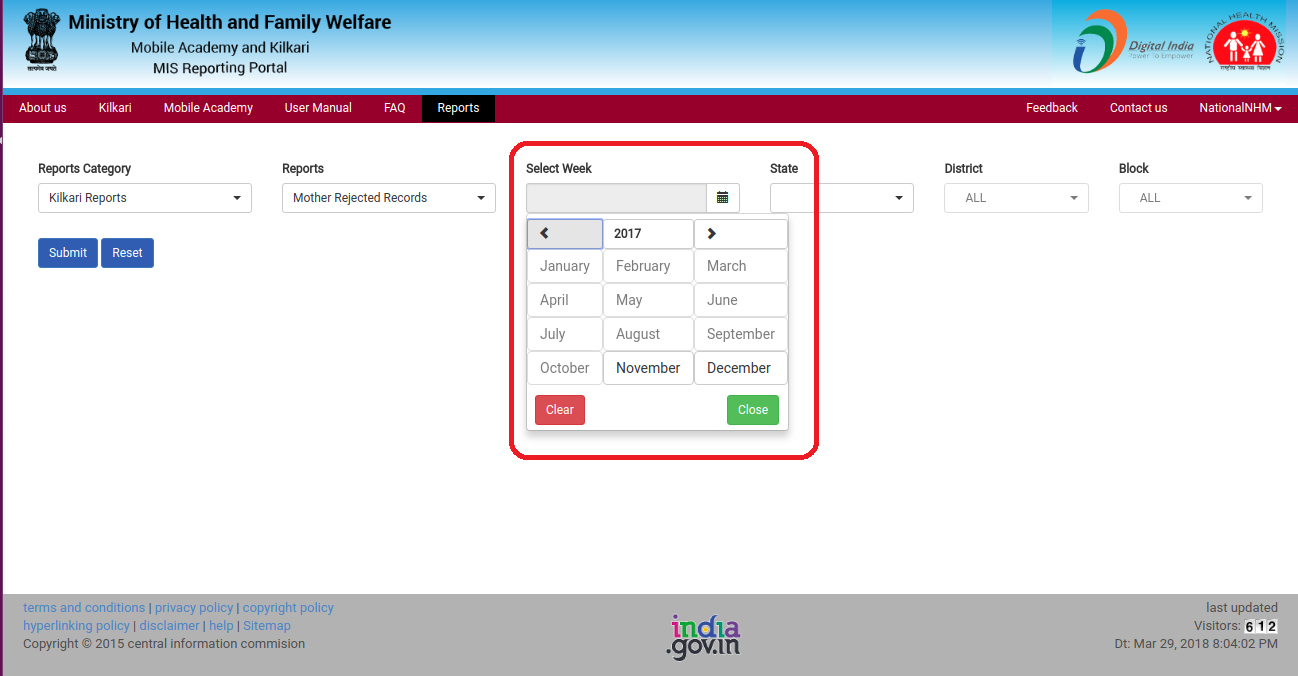 Ministry of Health and Family Welfare
Mobile Academy and Kilkari
MIS Reporting Portal
सत्यमेव जयते
Digital India
Power To Empower
NATIONAL HEALTH MISSION
राष्ट्रीय स्वास्थ्य मिशन
About us Kilkari Mobile Academy User Manual FAQ Reports Feedback Contact us NationalNHM
Reports Category Reports Select Week State District Block
Kilkari Reports Mother Rejected Records ALL ALL
Submit Reset
2017
January February March
April May June
July August September
October November December
Clear Close
terms and conditions | privacy policy | copyright policy
hyperlinking policy | disclaimer | help | Sitemap
Copyright © 2015 central information commision
india
.gov.in
last updated
Visitors: 612
Dt: Mar 29, 2018 8:04:02 PM